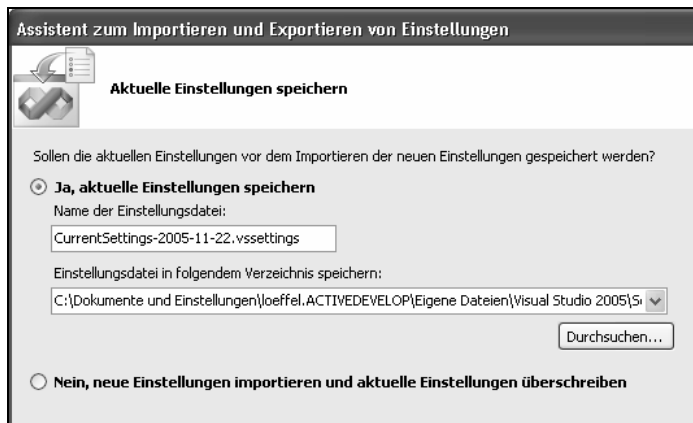 Assistent zum Importieren und Exportieren von Einstellungen
Aktuelle Einstellungen speichern
Sollen die aktuellen Einstellungen vor dem Importieren der neuen Einstellungen gespeichert werden?
Ja, aktuelle Einstellungen speichern
Name der Einstellungsdatei:
CurrentSettings-2005-11-22.vssettings
Einstellungsdatei in folgendem Verzeichnis speichern:
C:\Dokumente und Einstellungen\loeffel.ACTIVEDEVELOP\Eigene Dateien\Visual Studio 2005\S
Durchsuchen...
Nein, neue Einstellungen importieren und aktuelle Einstellungen überschreiben